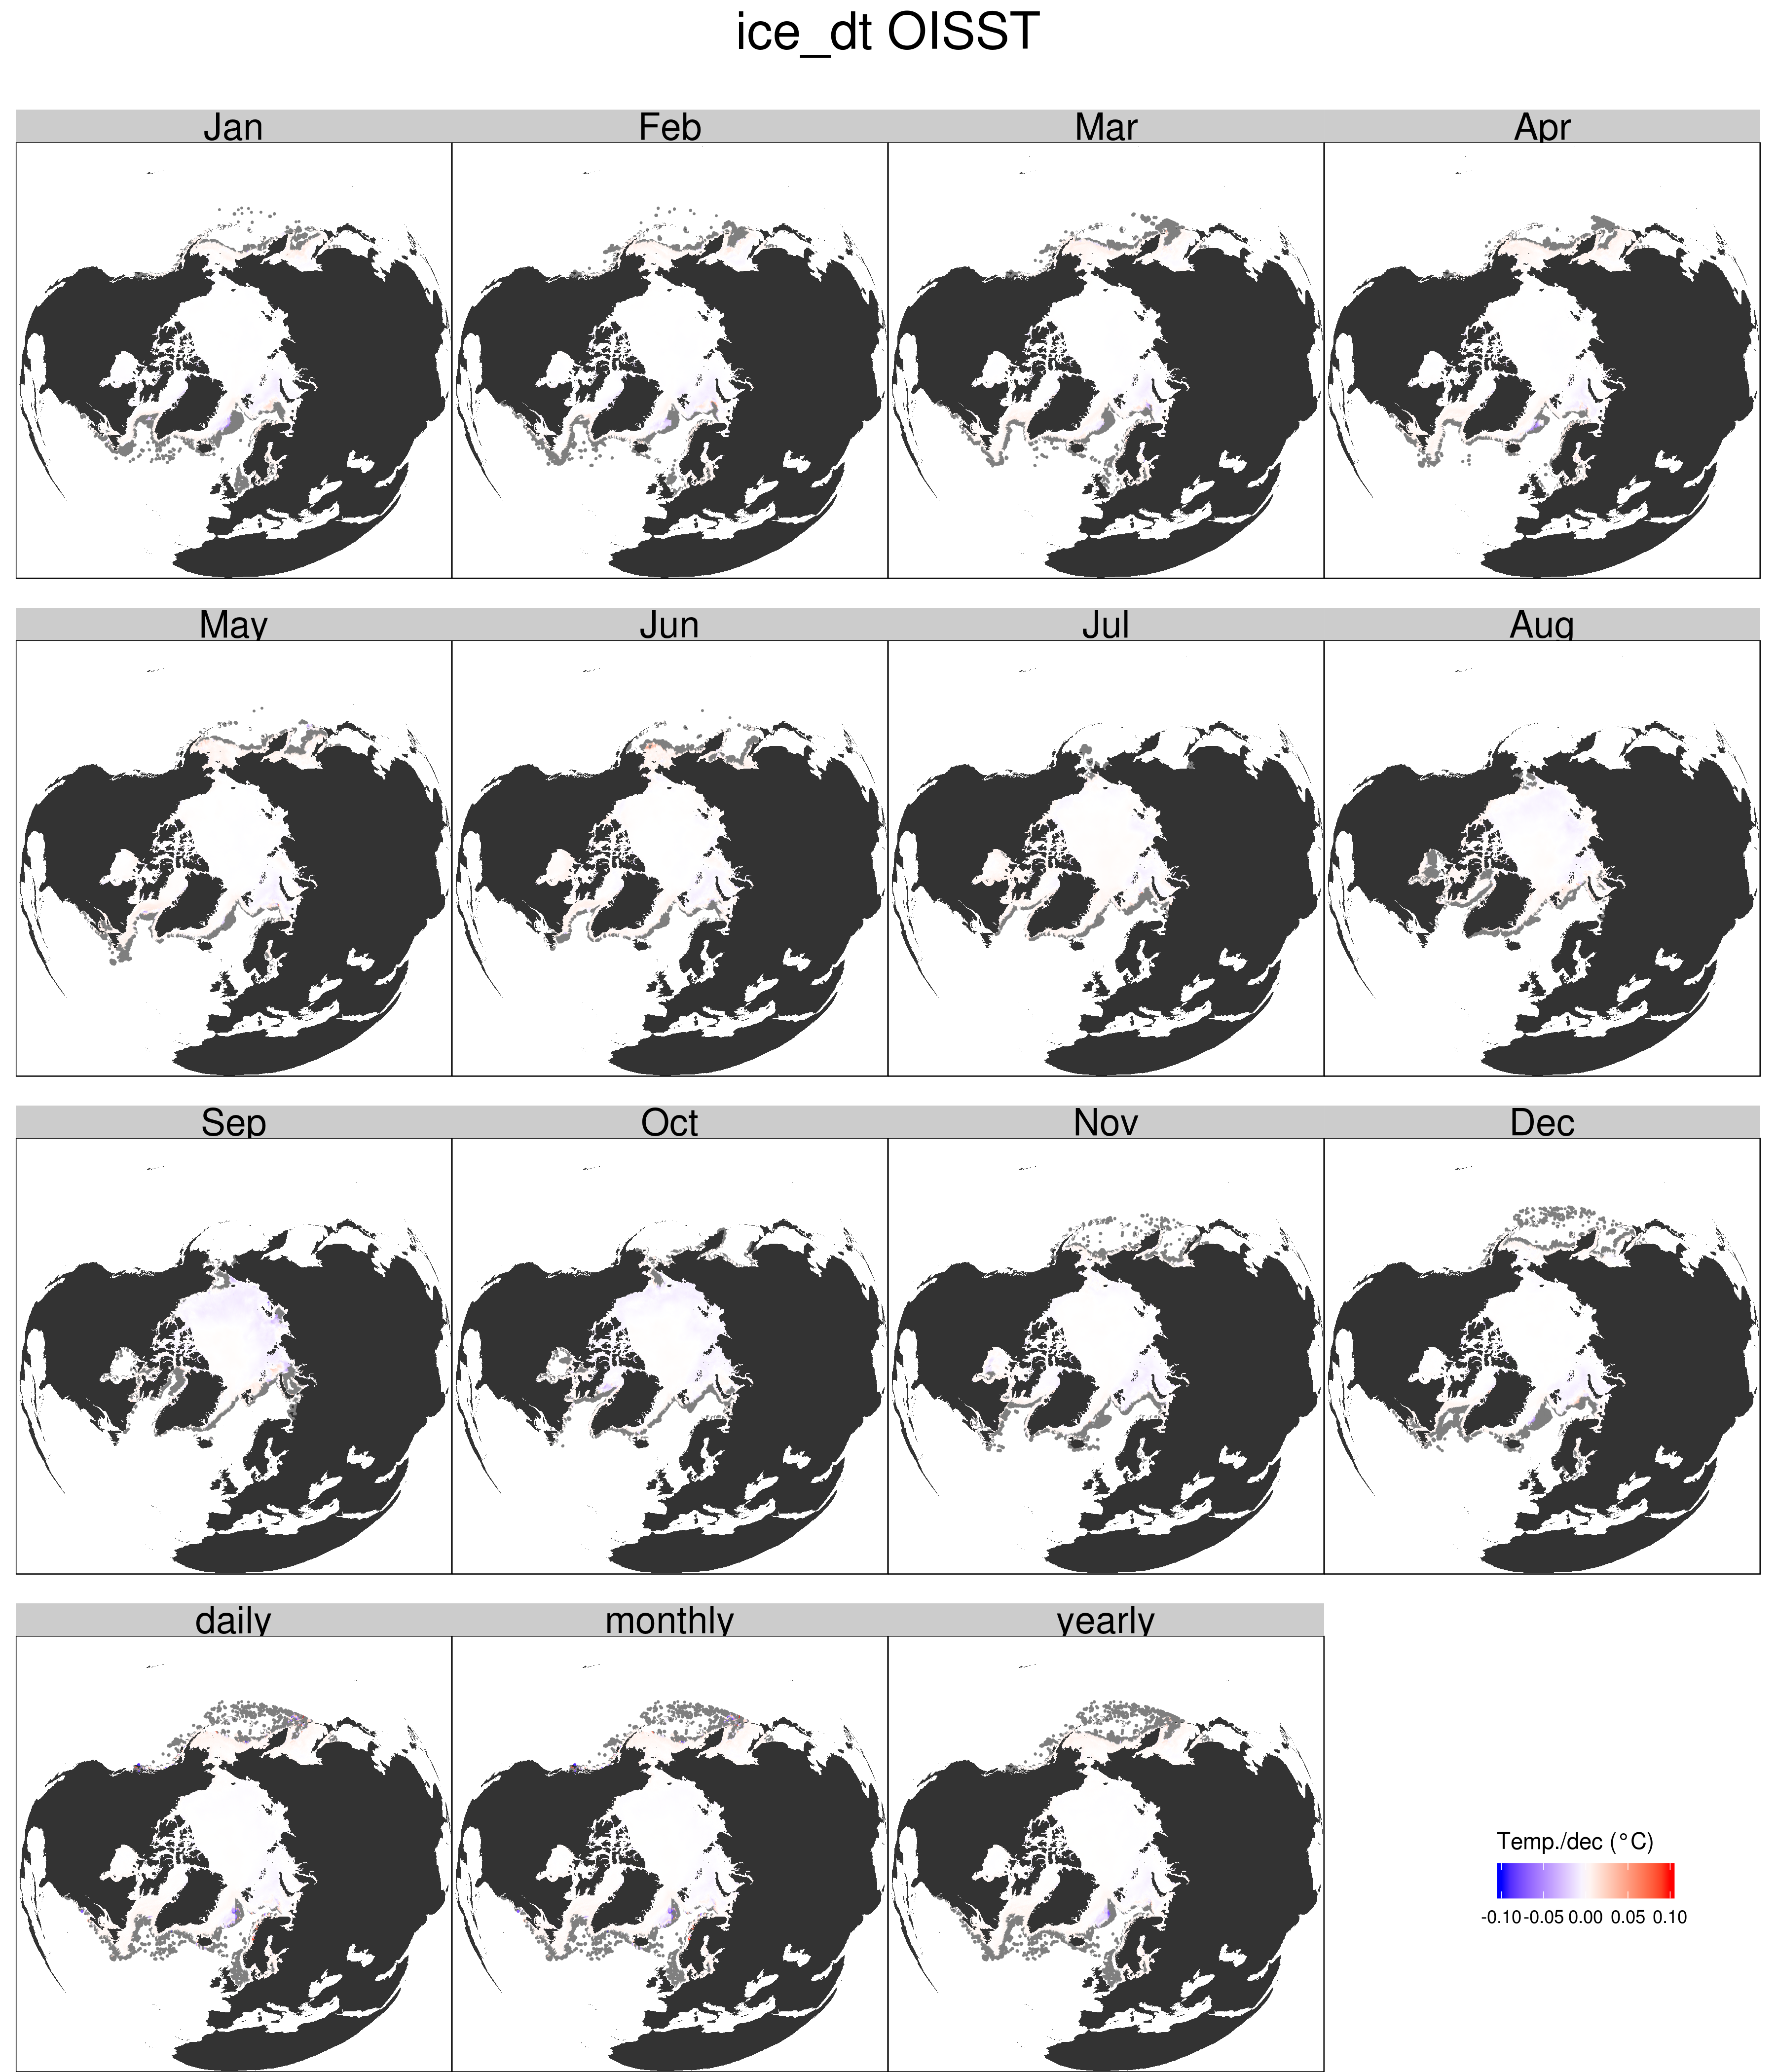 ice_dt OISST
Jan Feb Mar Apr
May Jun Jul Aug
Sep Oct Nov Dec
daily monthly yearly
Temp./dec (°C)
-0.10 -0.05 0.00 0.05 0.10